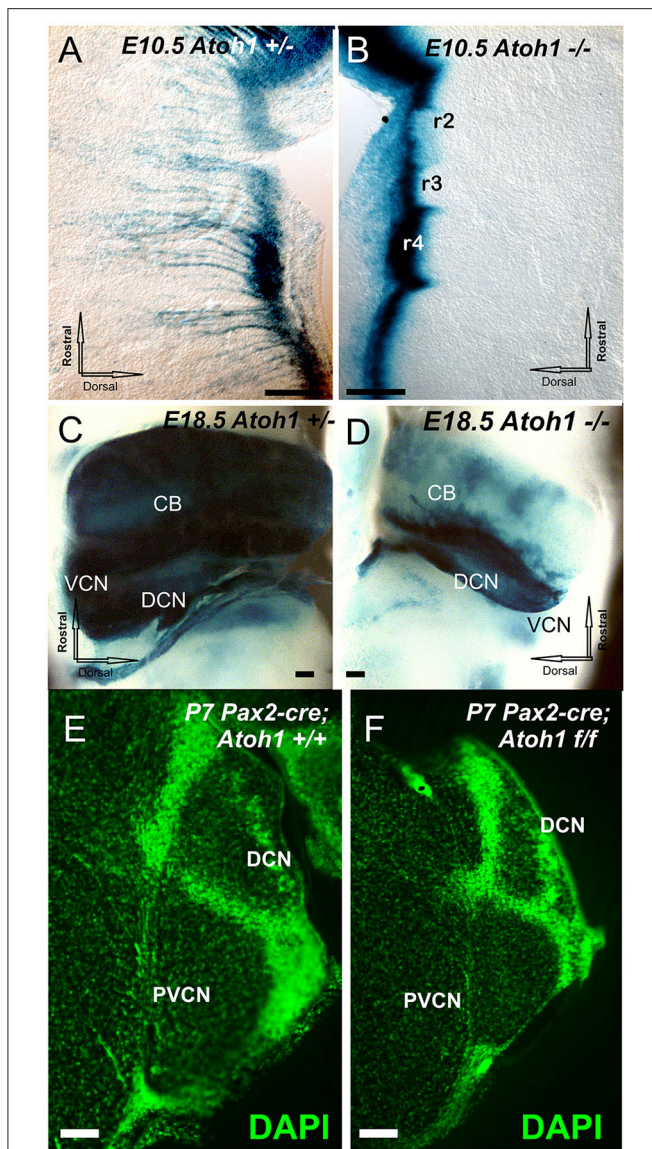 A
E10.5 Atoh1 +/-
Rostral
Dorsal
B
E10.5 Atoh1 -/-
r2
r3
r4
Rostral
Dorsal
C
E18.5 Atoh1 +/-
CB
VCN
DCN
Rostral
Dorsal
D
E18.5 Atoh1 -/-
CB
DCN
VCN
Rostral
Dorsal
E
P7 Pax2-cre;
Atoh1 +/+
DCN
PVCN
DAPI
F
P7 Pax2-cre;
Atoh1 f/f
DCN
PVCN
DAPI